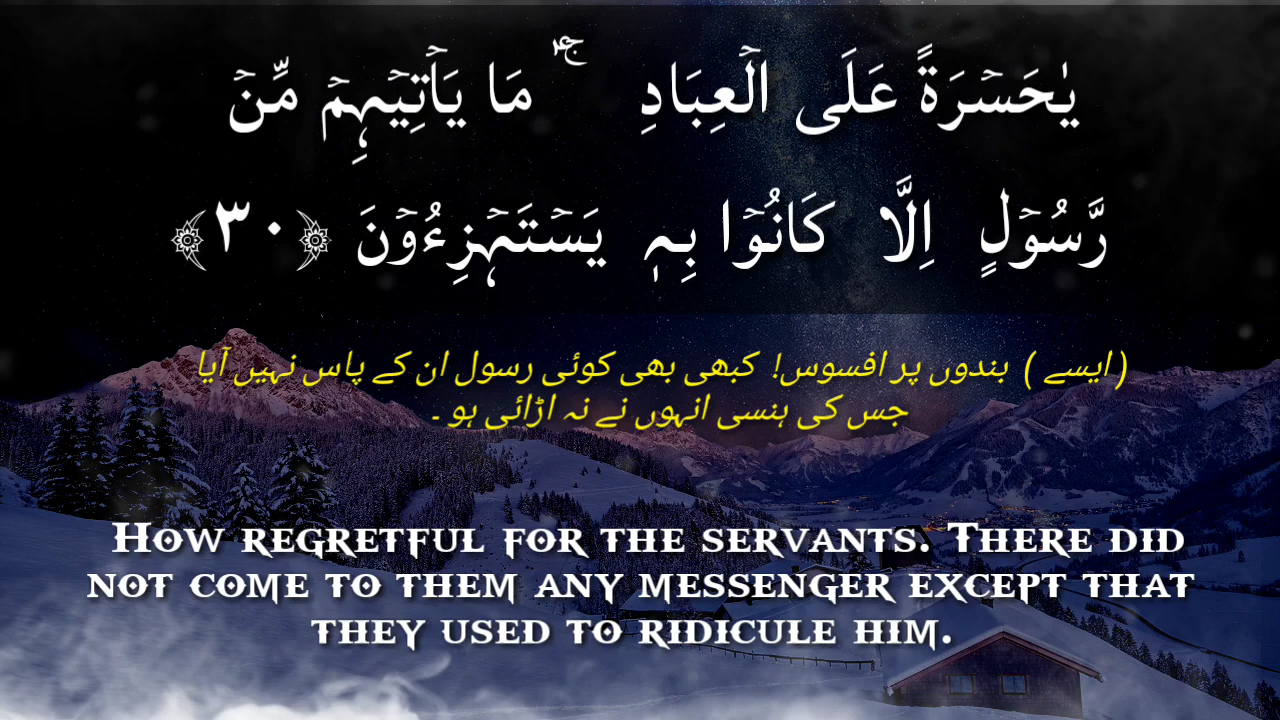 یٰحَسۡرَۃً عَلَی الۡعِبَادِ ۚ؃ مَا یَاۡتِیۡہِمۡ مِّنۡ
رَّسُوۡلٍ اِلَّا کَانُوۡا بِہٖ یَسۡتَہۡزِءُوۡنَ ﴿۳۰﴾
( ایسے ) بندوں پر افسوس! کبھی بھی کوئی رسول ان کے پاس نہیں آیا
جس کی ہنسی انہوں نے نہ اڑائی ہو ۔
How regretful for the servants. There did
not come to them any messenger except that
they used to ridicule him.